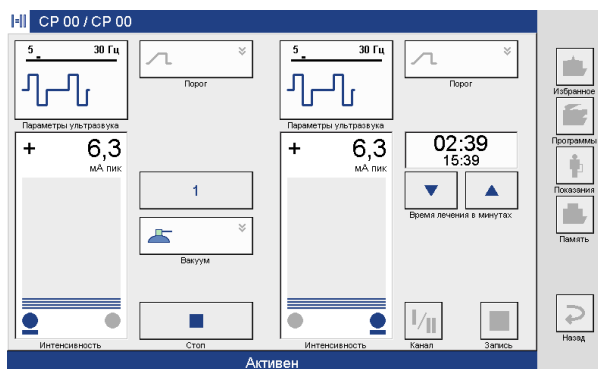 CP 00 / CP 00
5 30 Гц
Параметры ультразвука
Порог
5 30 Гц
Параметры ультразвука
Порог
+ 6,3
мА пик
Интенсивность
1
Вакуум
Стоп
+ 6,3
мА пик
Интенсивность
02:39
15:39
Время лечения в минутах
I/II
Канал
Запись
Избранное
Программы
Показания
Память
Назад
Активен